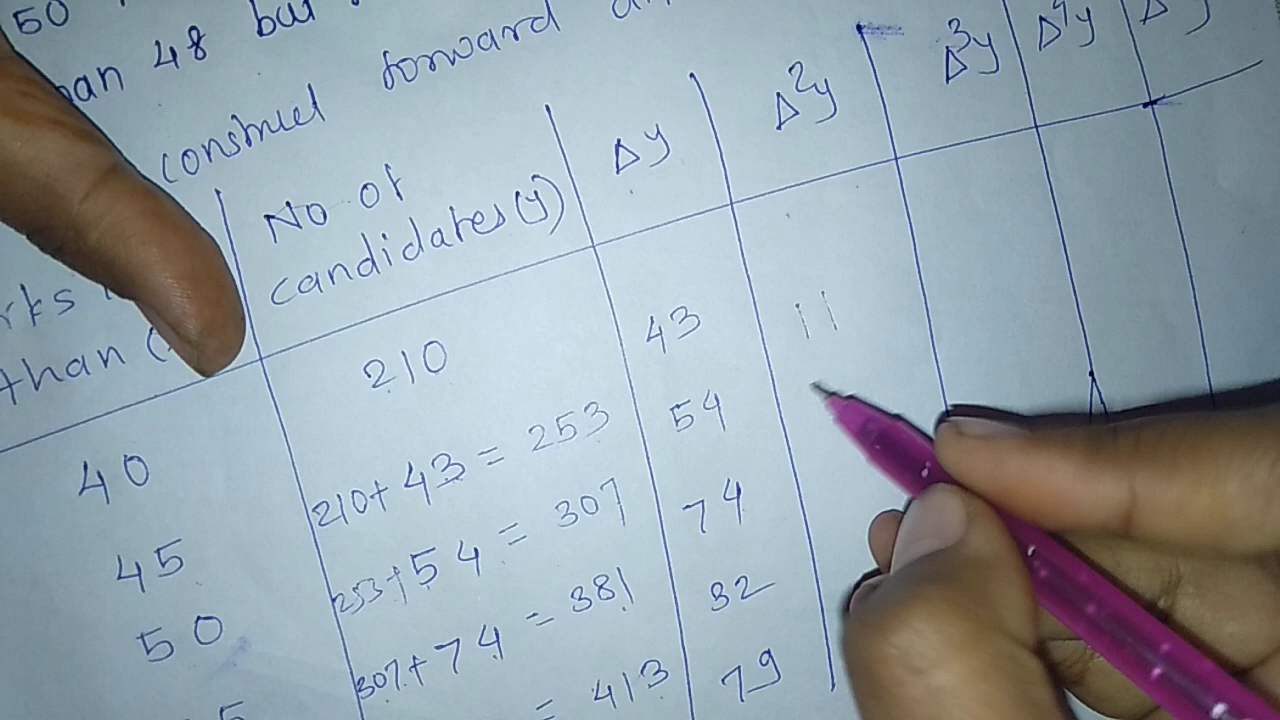 50
48 but
construct forward
No of Δy Δ²y Δ³y Δ⁴y
candidates(y)
than (
210 43 11
40 210+43=253 54
45 253+54=307 74
50 307+74=381 32
=413 79